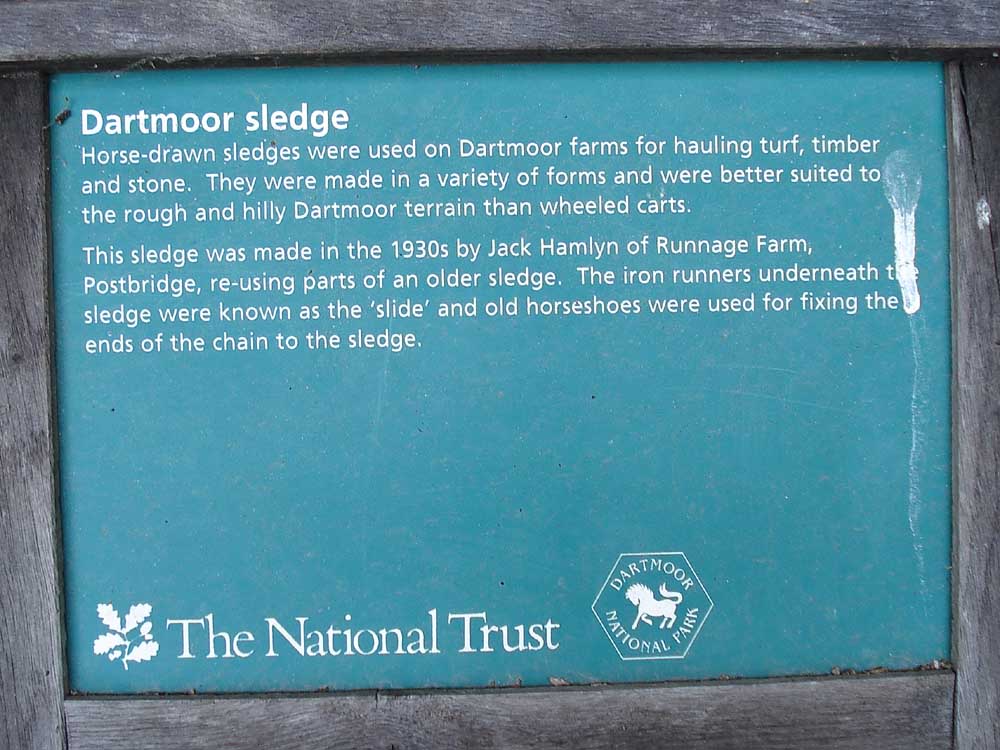 Dartmoor sledge
Horse-drawn sledges were used on Dartmoor farms for hauling turf, timber
and stone. They were made in a variety of forms and were better suited to
the rough and hilly Dartmoor terrain than wheeled carts.
This sledge was made in the 1930s by Jack Hamlyn of Runnage Farm,
Postbridge, re-using parts of an older sledge. The iron runners underneath the
sledge were known as the ‘slide’ and old horseshoes were used for fixing the
ends of the chain to the sledge.
The National Trust
DARTMOOR
NATIONAL PARK